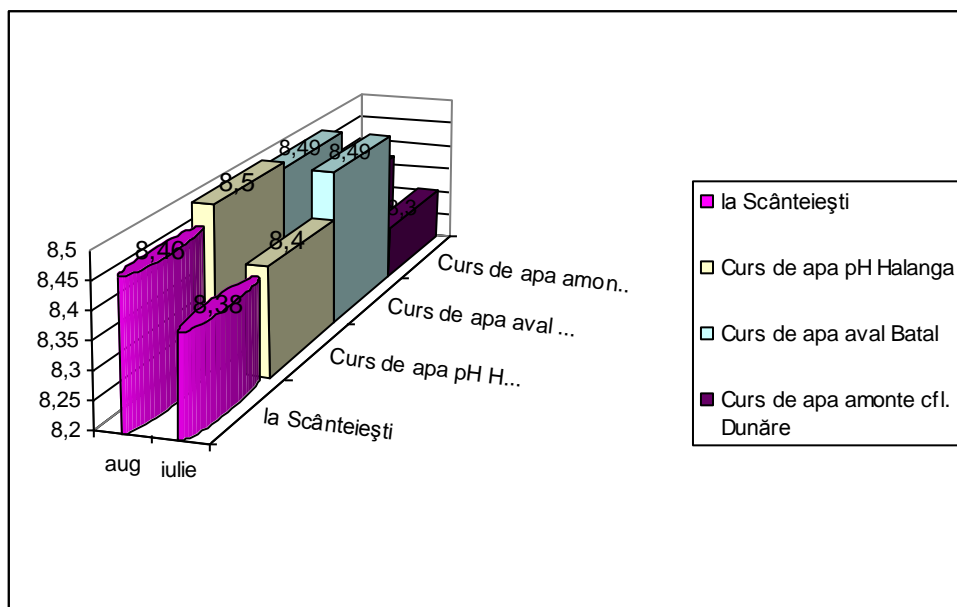 8,49
8,49
8,5
8,3
8,4
8,46
8,38
8,5
8,45
8,4
8,35
8,3
8,25
8,2
aug
iulie
Curs de apa amon..
Curs de apa aval ...
Curs de apa pH H...
la Scânteieşti
la Scânteieşti
Curs de apa pH Halanga
Curs de apa aval Batal
Curs de apa amonte cfl.
Dunăre